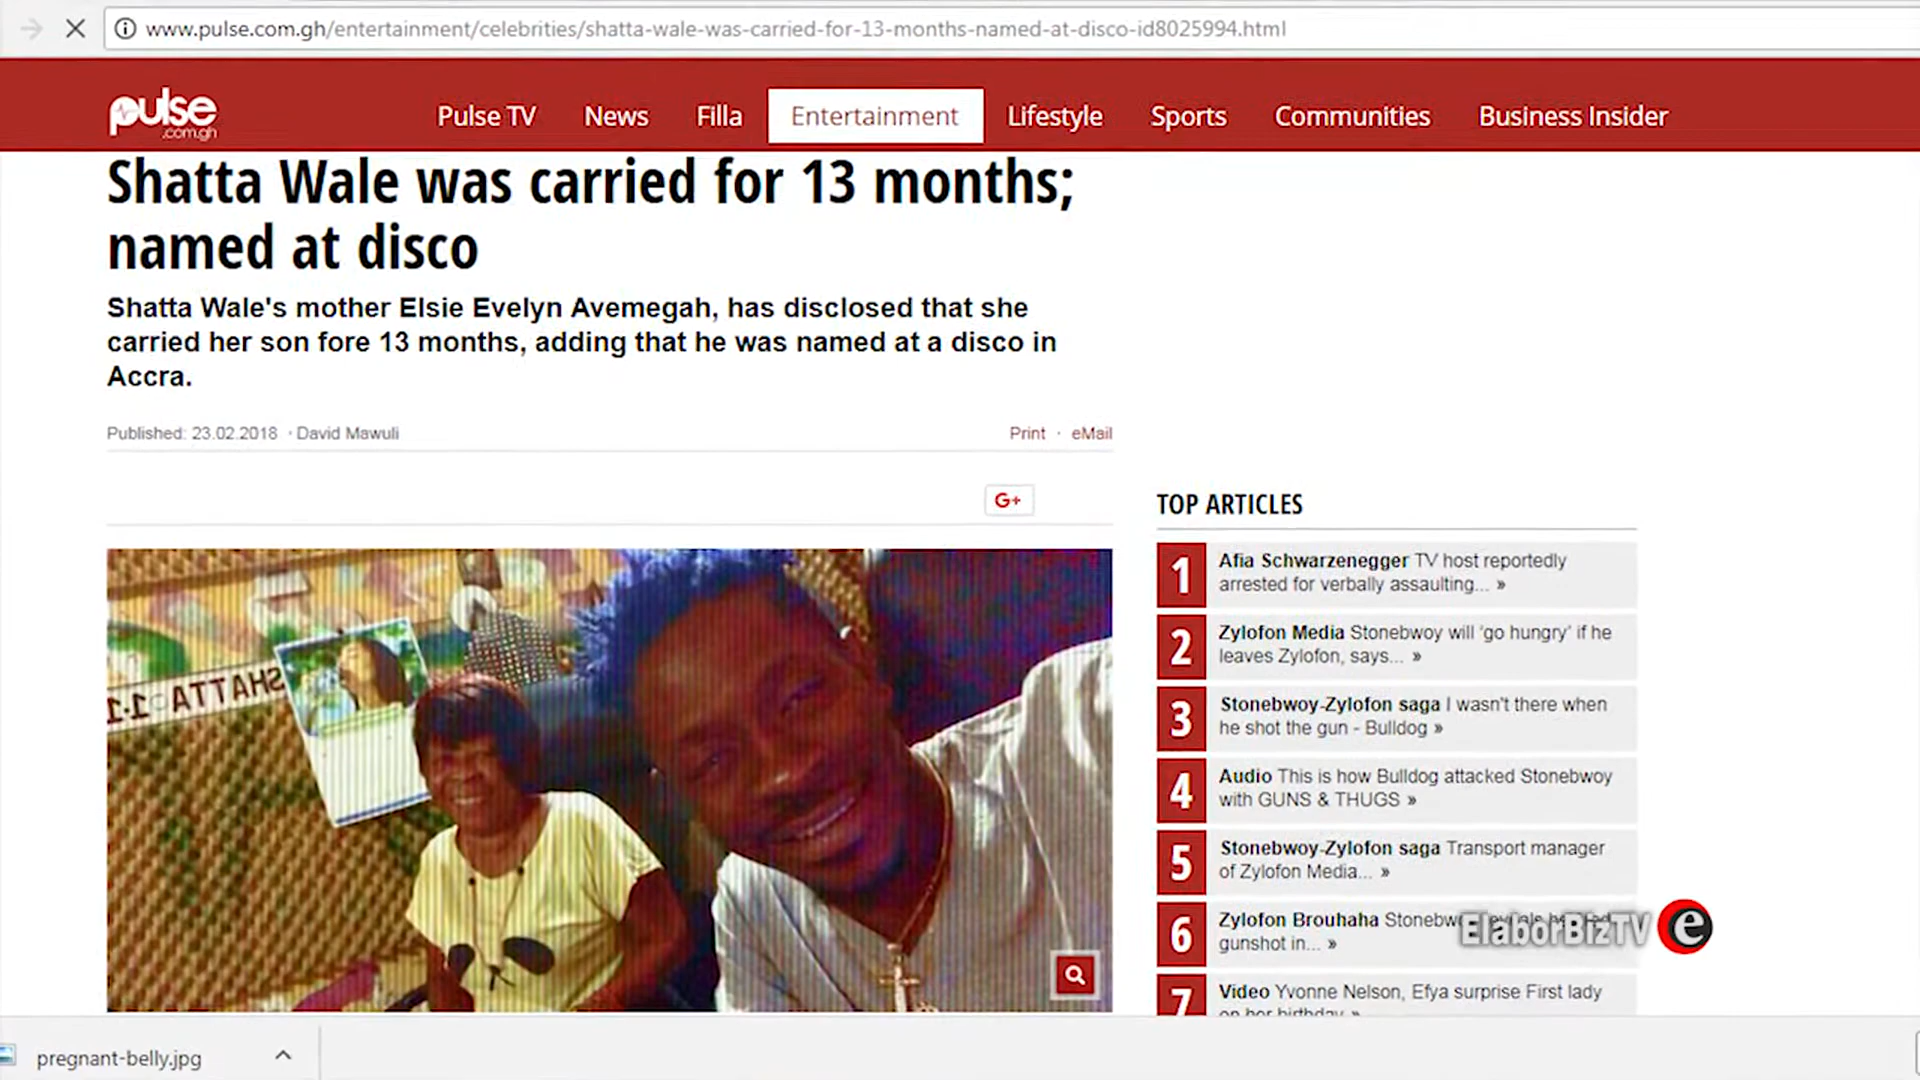 www.pulse.com.gh/entertainment/celebrities/shatta-wale-was-carried-for-13-months-named-at-disco-id8025994.html
pulse
.com.gh
Pulse TV News Filla Entertainment Lifestyle Sports Communities Business Insider
Shatta Wale was carried for 13 months;
named at disco
Shatta Wale's mother Elsie Evelyn Avemegah, has disclosed that she
carried her son fore 13 months, adding that he was named at a disco in
Accra.
Published: 23.02.2018 · David Mawuli
Print · eMail
G+
SHATTA
TOP ARTICLES
1 Afia Schwarzenegger TV host reportedly
arrested for verbally assaulting... »
2 Zylofon Media Stonebwoy will 'go hungry' if he
leaves Zylofon, says... »
3 Stonebwoy-Zylofon saga I wasn't there when
he shot the gun - Bulldog »
4 Audio This is how Bulldog attacked Stonebwoy
with GUNS & THUGS »
5 Stonebwoy-Zylofon saga Transport manager
of Zylofon Media... »
6 Zylofon Brouhaha
gunshot in... »
ElaborBizTV e
7 Video Yvonne Nelson, Efya surprise First lady
on her birthday »
pregnant-belly.jpg